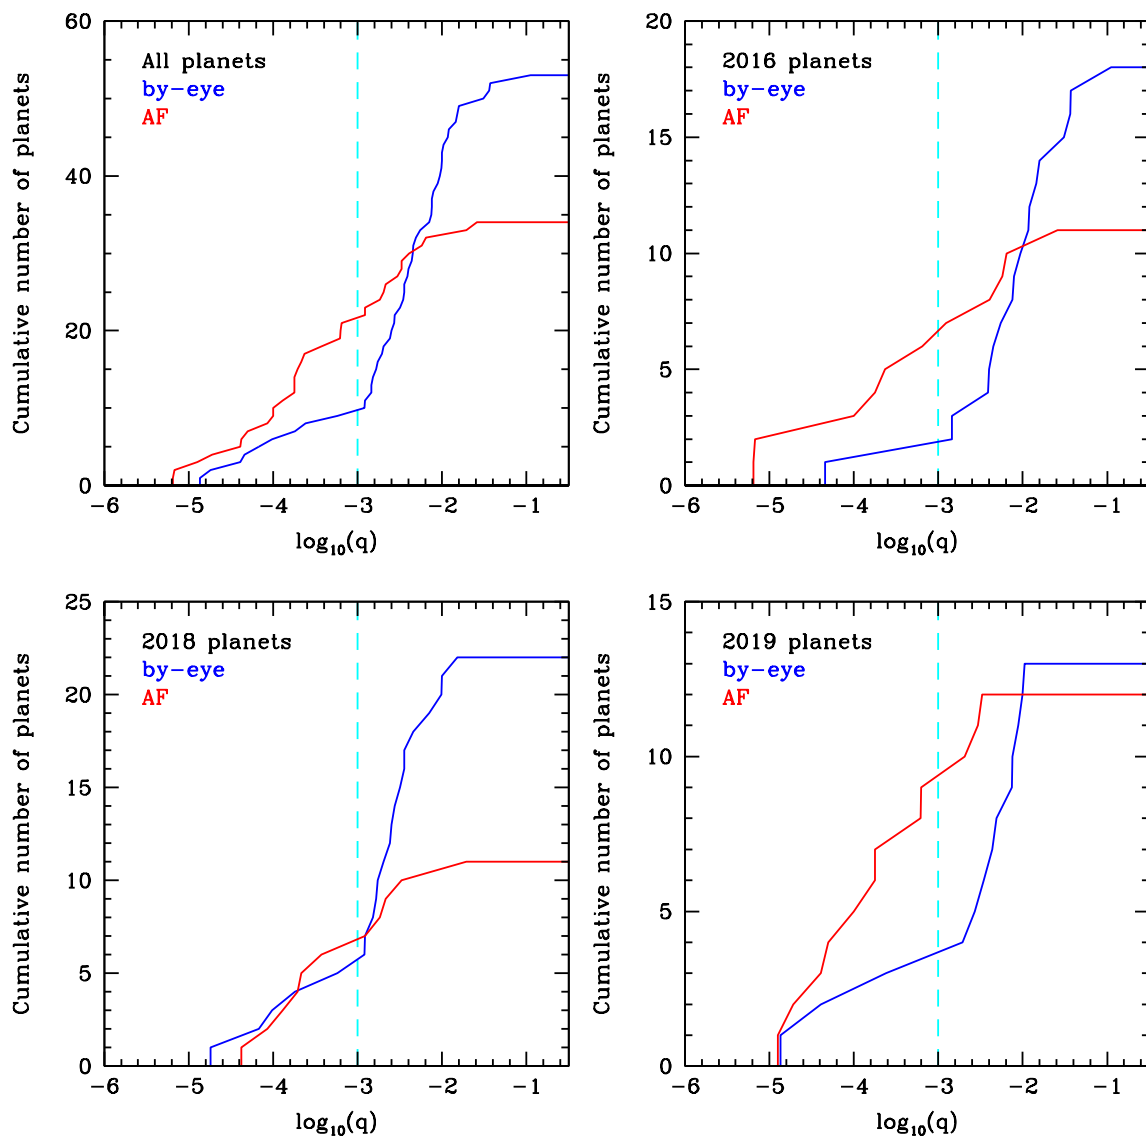 All planets
by-eye
AF
Cumulative number of planets
0
20
40
60
−6
−5
−4
−3
−2
−1
log10(q)
2016 planets
by-eye
AF
Cumulative number of planets
0
5
10
15
20
−6
−5
−4
−3
−2
−1
log10(q)
2018 planets
by-eye
AF
Cumulative number of planets
0
5
10
15
20
25
−6
−5
−4
−3
−2
−1
log10(q)
2019 planets
by-eye
AF
Cumulative number of planets
0
5
10
15
−6
−5
−4
−3
−2
−1
log10(q)